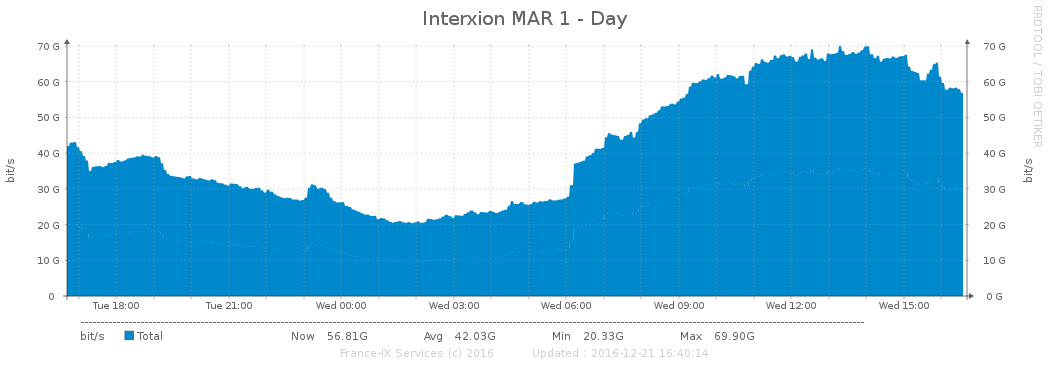 Interxion MAR 1 - Day
RRDTOOL / TOBI OETIKER
70 G 70 G
60 G 60 G
50 G 50 G
40 G 40 G
30 G 30 G
20 G 20 G
10 G 10 G
0 0 G
bit/s bit/s
Tue 18:00 Tue 21:00 Wed 00:00 Wed 03:00 Wed 06:00 Wed 09:00 Wed 12:00 Wed 15:00
bit/s Total Now 56.81G Avg 42.03G Min 20.33G Max 69.90G
France-IX Services (c) 2016 Updated : 2016-12-21 16:40:14